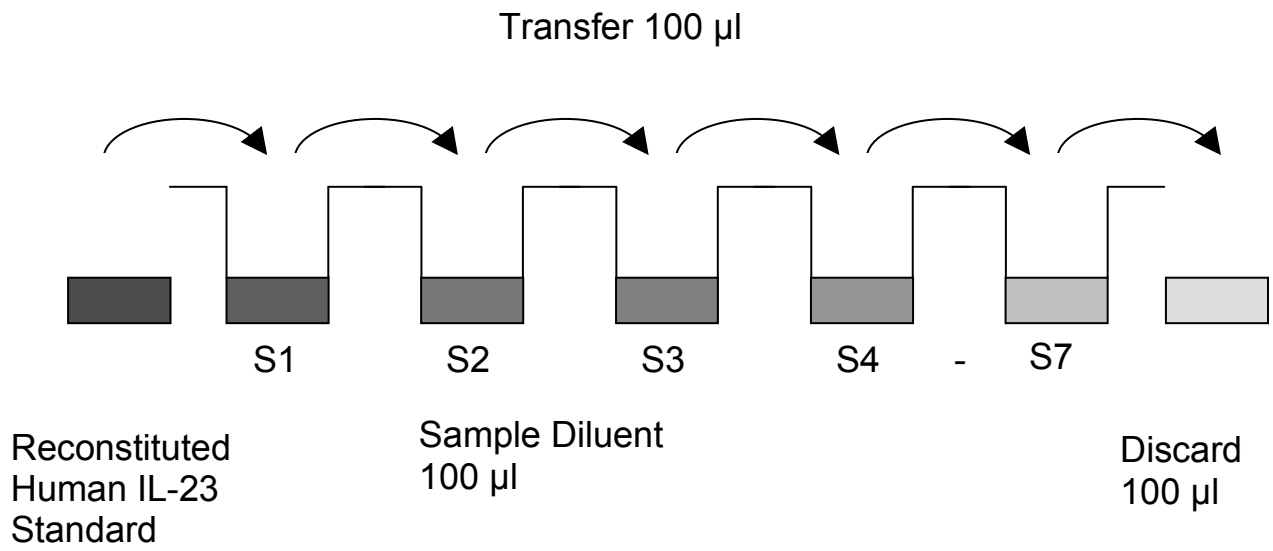 Transfer 100 µl
S1 S2 S3 S4 - S7
Reconstituted
Human IL-23
Standard
Sample Diluent
100 µl
Discard
100 µl